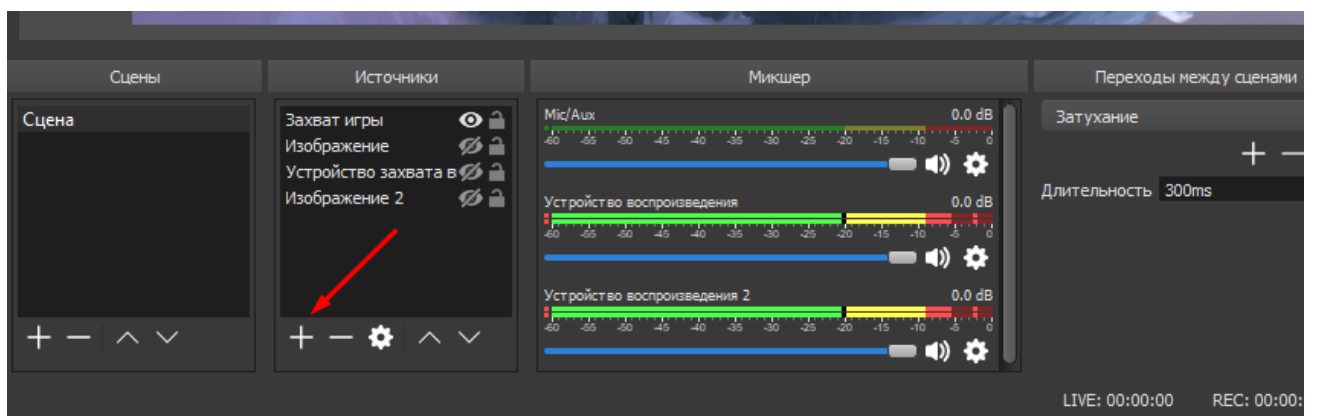 Сцены
Источники
Микшер
Переходы между сценами
Сцена
Захват игры
Изображение
Устройство захвата в
Изображение 2
Mic/Aux 0.0 dB
-60 -55 -50 -45 -40 -35 -30 -25 -20 -15 -10 -5 0
Устройство воспроизведения 0.0 dB
-60 -55 -50 -45 -40 -35 -30 -25 -20 -15 -10 -5 0
Устройство воспроизведения 2 0.0 dB
-60 -55 -50 -45 -40 -35 -30 -25 -20 -15 -10 -5 0
Затухание
Длительность 300ms
LIVE: 00:00:00 REC: 00:00: